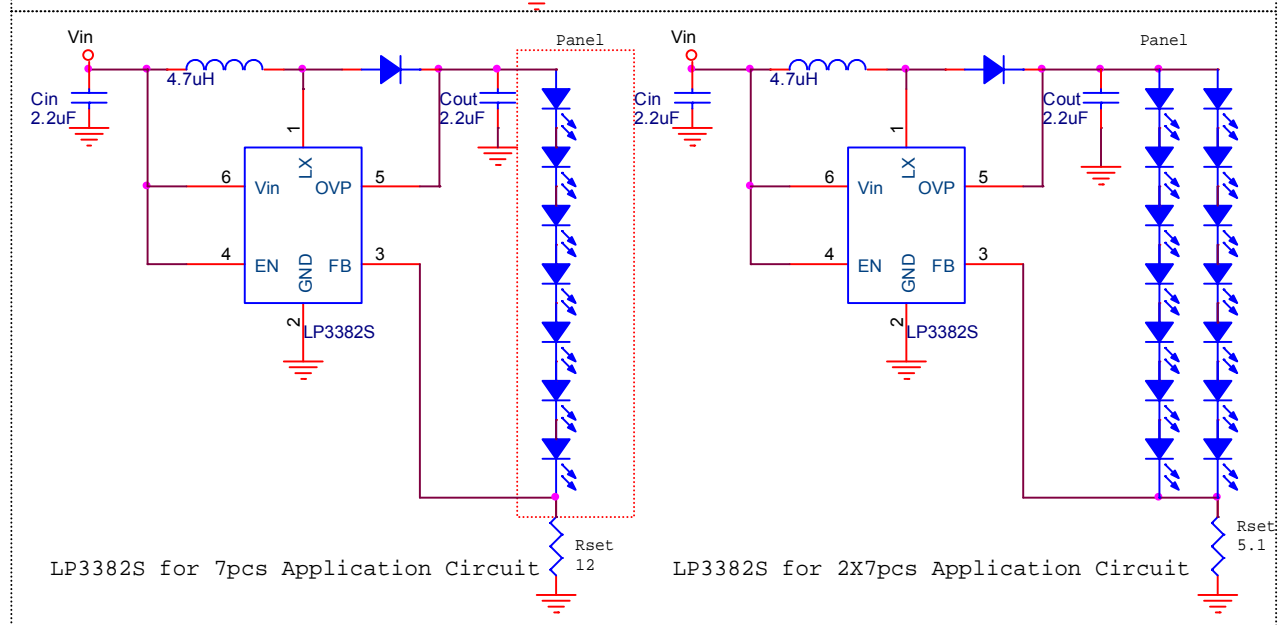 Vin
Panel
4.7uH
Cin
2.2uF
Cout
2.2uF
1
LX
6
Vin
OVP
5
4
EN
GND
FB
3
2
LP3382S
Rset
12
LP3382S for 7pcs Application Circuit
Vin
Panel
4.7uH
Cin
2.2uF
Cout
2.2uF
1
LX
6
Vin
OVP
5
4
EN
GND
FB
3
2
LP3382S
Rset
5.1
LP3382S for 2X7pcs Application Circuit